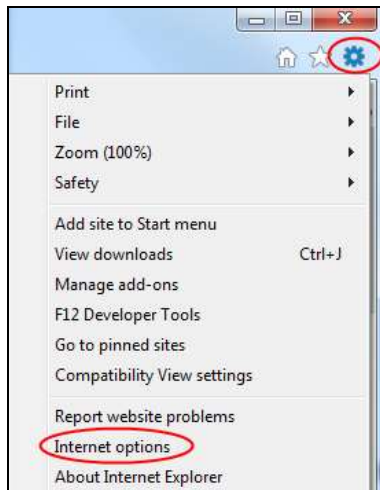 Print
File
Zoom (100%)
Safety
Add site to Start menu
View downloads Ctrl+J
Manage add-ons
F12 Developer Tools
Go to pinned sites
Compatibility View settings
Report website problems
Internet options
About Internet Explorer